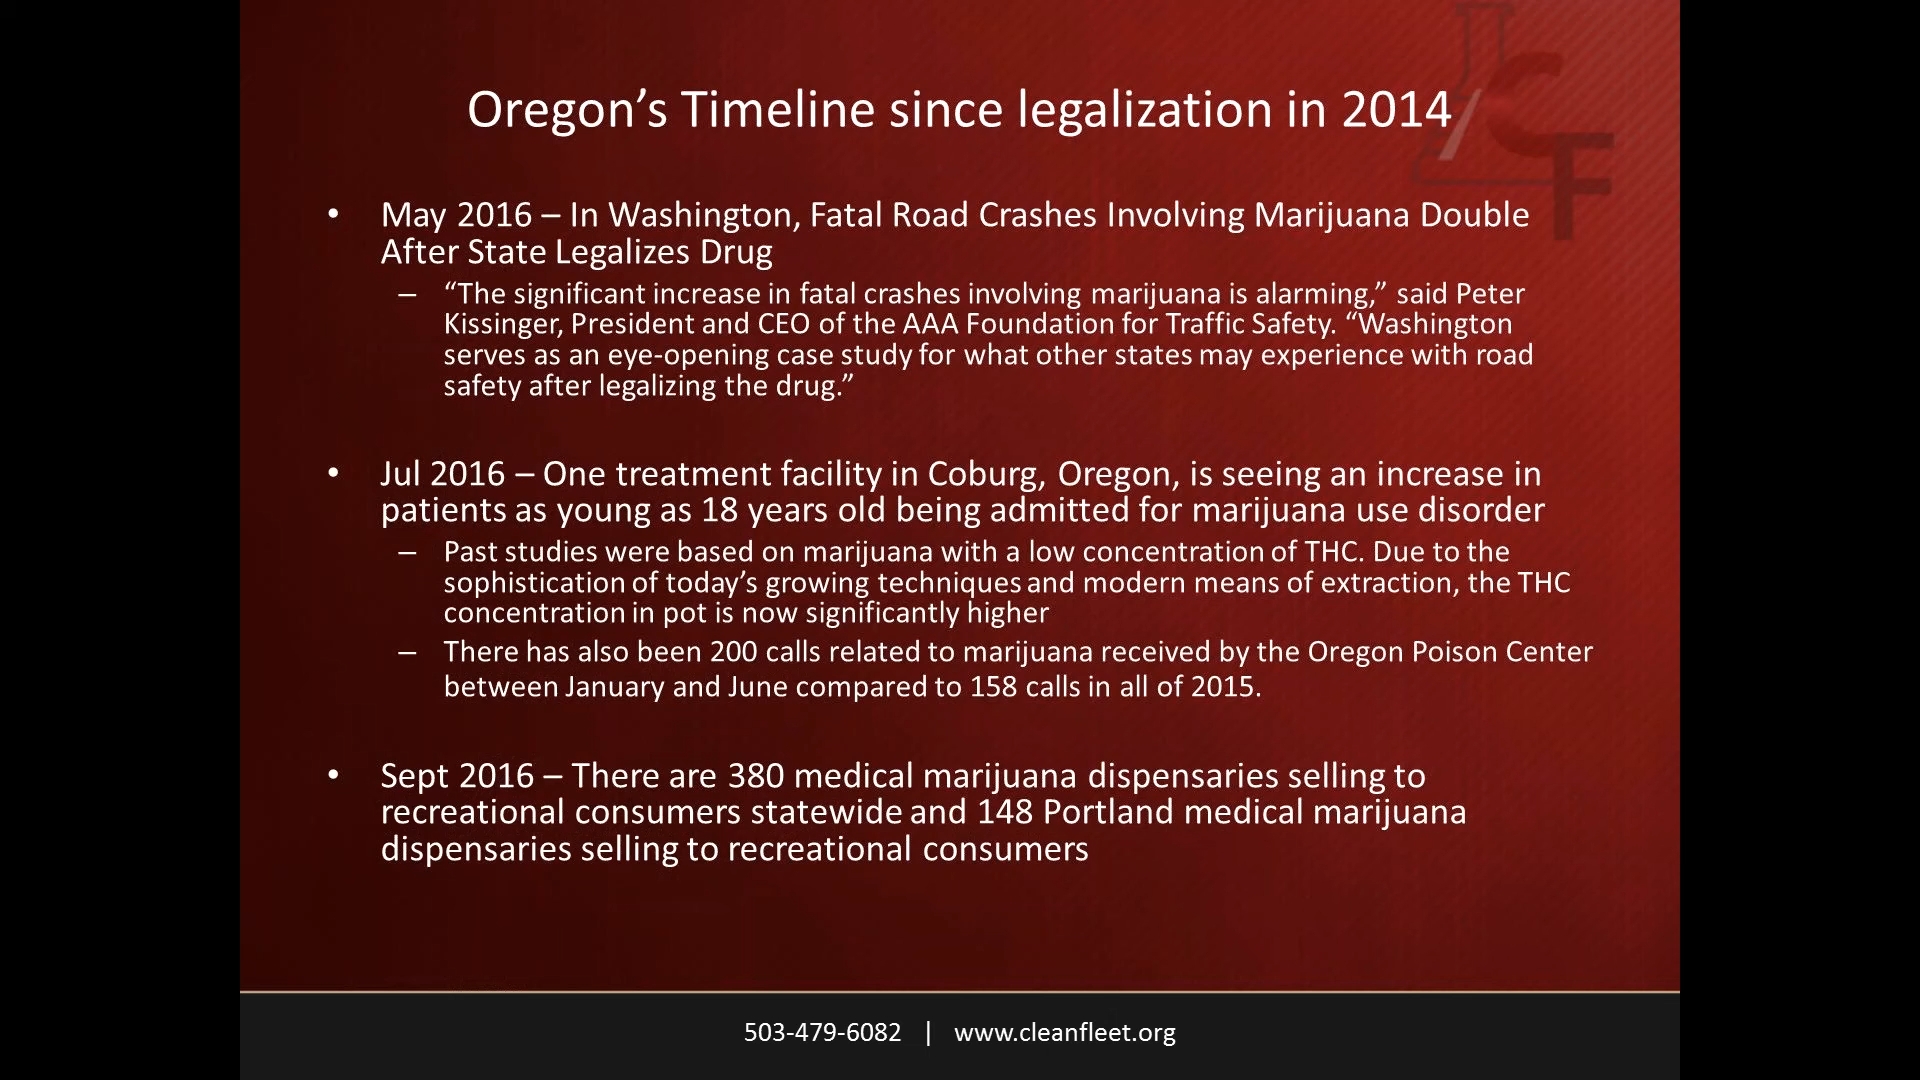 Oregon’s Timeline since legalization in 2014
• May 2016 – In Washington, Fatal Road Crashes Involving Marijuana Double
After State Legalizes Drug
– “The significant increase in fatal crashes involving marijuana is alarming,” said Peter
Kissinger, President and CEO of the AAA Foundation for Traffic Safety. “Washington
serves as an eye-opening case study for what other states may experience with road
safety after legalizing the drug.”
• Jul 2016 – One treatment facility in Coburg, Oregon, is seeing an increase in
patients as young as 18 years old being admitted for marijuana use disorder
– Past studies were based on marijuana with a low concentration of THC. Due to the
sophistication of today’s growing techniques and modern means of extraction, the THC
concentration in pot is now significantly higher
– There has also been 200 calls related to marijuana received by the Oregon Poison Center
between January and June compared to 158 calls in all of 2015.
• Sept 2016 – There are 380 medical marijuana dispensaries selling to
recreational consumers statewide and 148 Portland medical marijuana
dispensaries selling to recreational consumers
503-479-6082 | www.cleanfleet.org
CF